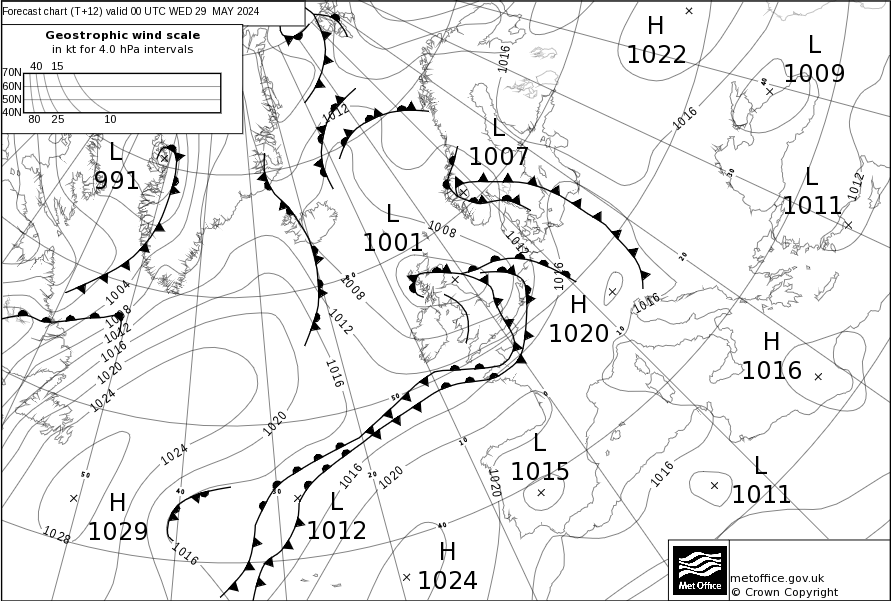 Forecast chart (T+12) valid 00 UTC WED 29 MAY 2024
Geostrophic wind scale
in kt for 4.0 hPa intervals
40 15
70N
60N
50N
40N
80 25 10
H
1022
L
1009
L
991
L
1007
L
1011
L
1001
H
1020
H
1016
L
1015
L
1011
H
1029
L
1012
H
1024
1016
1016
1012
1012
1008
1012
1016
1016
1004
1008
1012
1016
1020
1024
1008
1012
1016
1020
1024
1028
1016
1016
1020
1020
1016
40
30
20
10
0
50
50
40
30
20
10
40
Met Office
metoffice.gov.uk
© Crown Copyright